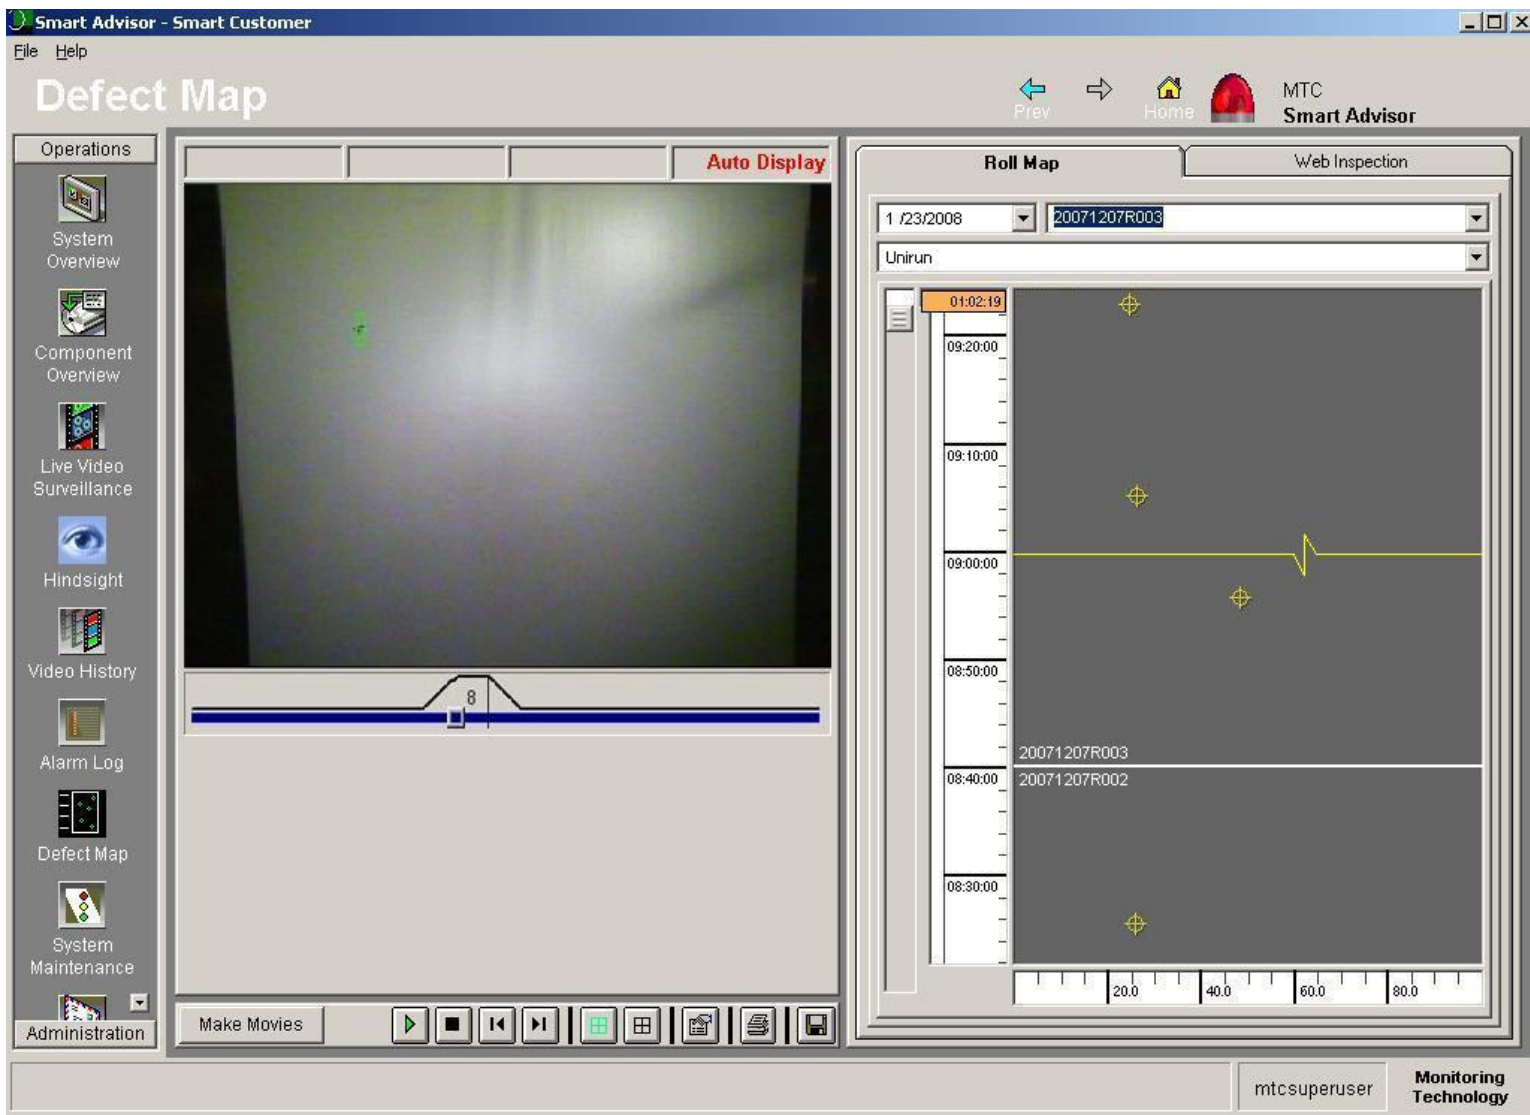 Smart Advisor - Smart Customer
File Help
Defect Map
Prev
Home
MTC
Smart Advisor
Operations
System
Overview
Component
Overview
Live Video
Surveillance
Hindsight
Video History
Alarm Log
Defect Map
System
Maintenance
Administration
Auto Display
8
Make Movies
Roll Map
Web Inspection
1 /23/2008
20071207R003
Unirun
01:02:19
09:20:00
09:10:00
09:00:00
08:50:00
20071207R003
08:40:00
20071207R002
08:30:00
20.0 40.0 60.0 80.0
mtcsuperuser
Monitoring
Technology